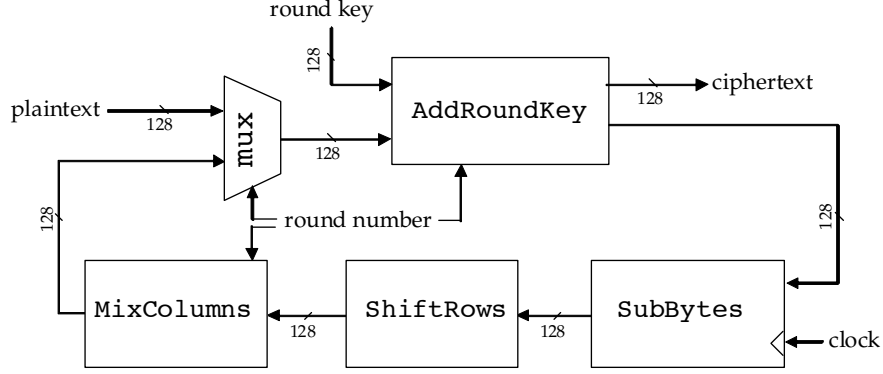 round key
128
128
ciphertext
plaintext
128
mux
128
AddRoundKey
128
128
round number
128
MixColumns
128
ShiftRows
128
SubBytes
clock